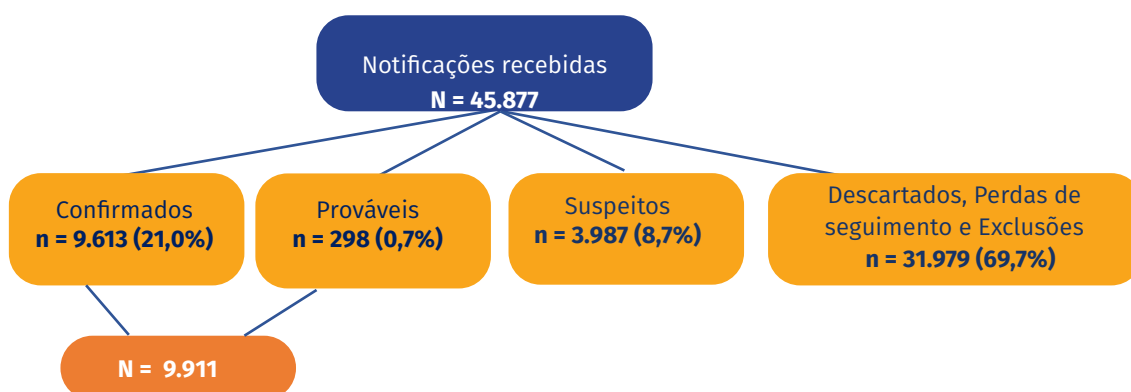 Notificações recebidas
N = 45.877
Confirmados
n = 9.613 (21,0%)
Prováveis
n = 298 (0,7%)
Suspeitos
n = 3.987 (8,7%)
Descartados, Perdas de
seguimento e Exclusões
n = 31.979 (69,7%)
N = 9.911